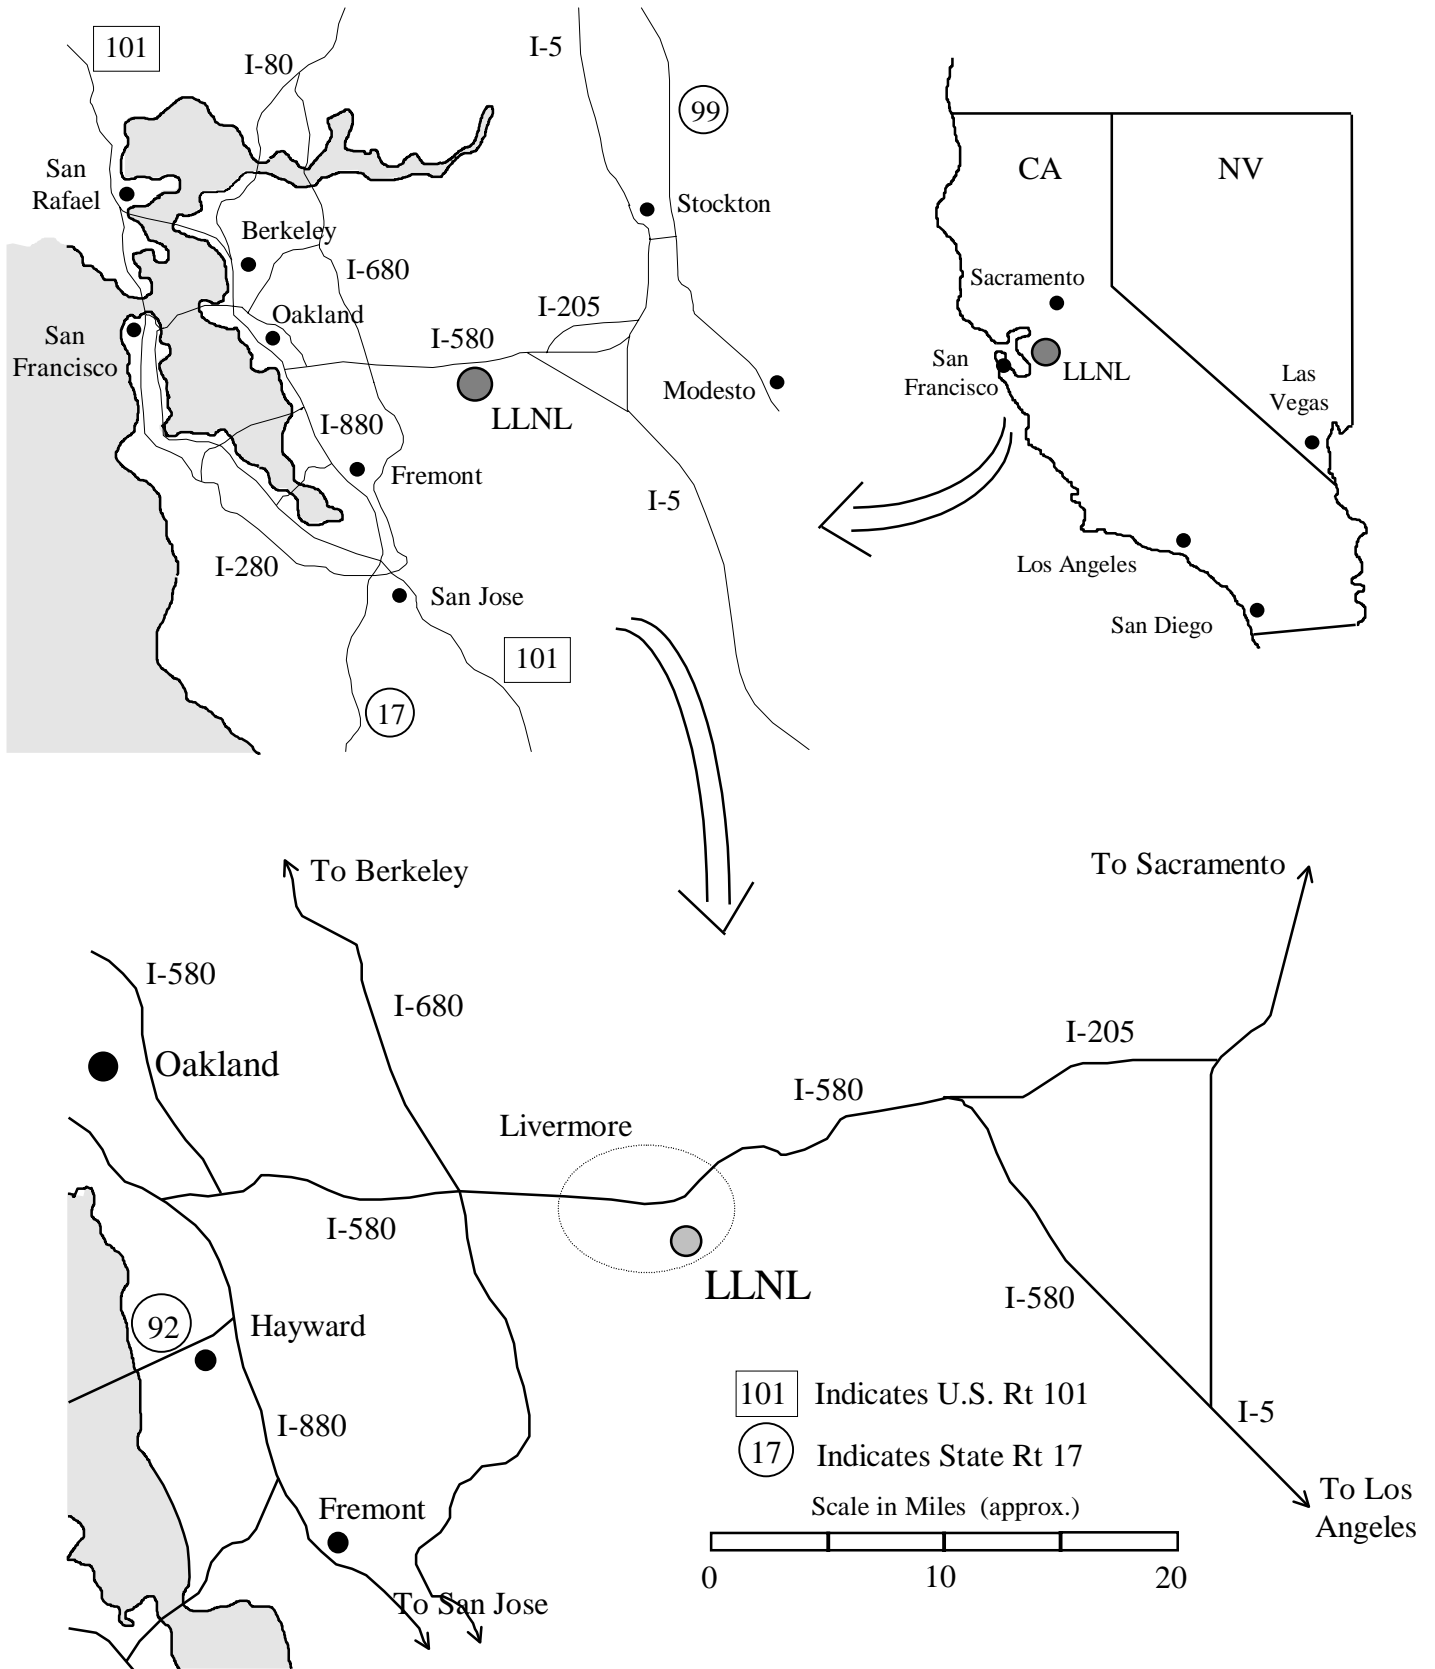 101
I-80
I-5
99
San
Rafael
Berkeley
I-680
Stockton
I-205
Oakland
I-580
San
Francisco
LLNL
Modesto
I-880
Fremont
I-5
I-280
San Jose
101
17
CA
NV
Sacramento
San
Francisco
LLNL
Las
Vegas
Los Angeles
San Diego
To Berkeley
To Sacramento
I-580
I-680
Oakland
I-205
I-580
Livermore
I-580
LLNL
I-580
92
Hayward
I-880
101 Indicates U.S. Rt 101
17 Indicates State Rt 17
I-5
Fremont
Scale in Miles (approx.)
0 10 20
To Los
Angeles
To San Jose